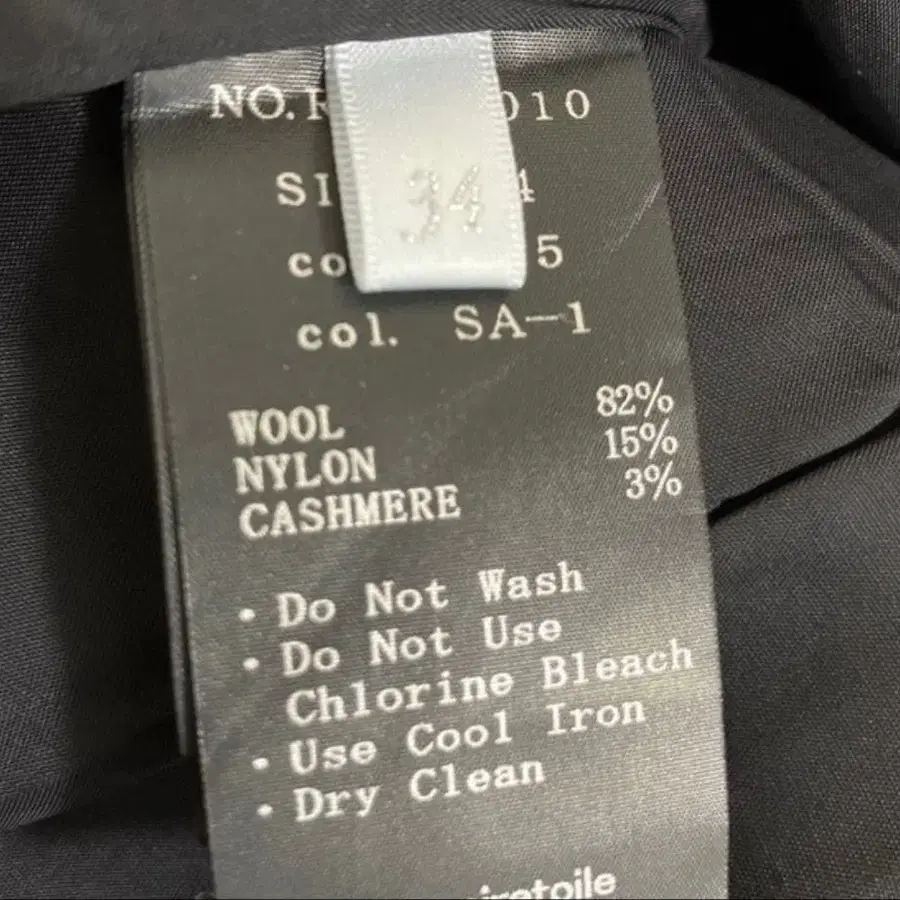 NO.R 010
34
SI 4
co 5
col. SA-1
WOOL 82%
NYLON 15%
CASHMERE 3%
• Do Not Wash
• Do Not Use
Chlorine Bleach
• Use Cool Iron
• Dry Clean